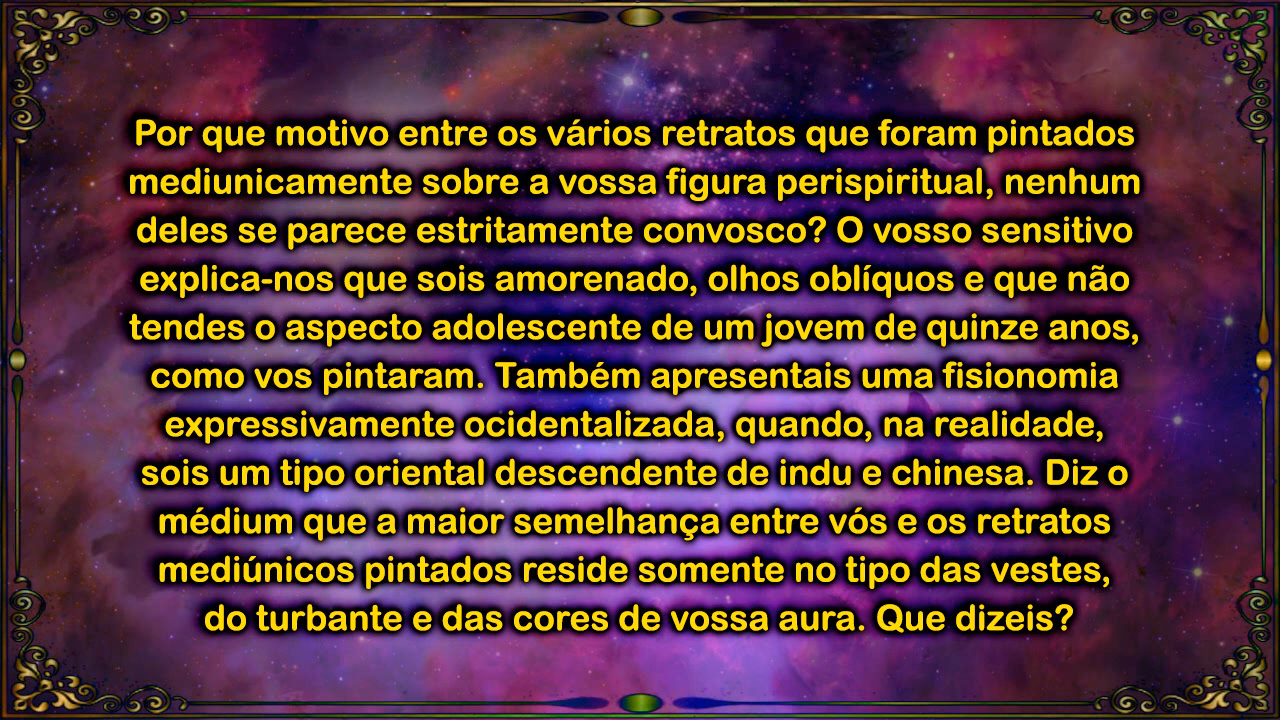 Por que motivo entre os vários retratos que foram pintados
mediunicamente sobre a vossa figura perispiritual, nenhum
deles se parece estritamente convosco? O vosso sensitivo
explica-nos que sois amorenado, olhos oblíquos e que não
tendes o aspecto adolescente de um jovem de quinze anos,
como vos pintaram. Também apresentais uma fisionomia
expressivamente ocidentalizada, quando, na realidade,
sois um tipo oriental descendente de indu e chinesa. Diz o
médium que a maior semelhança entre vós e os retratos
mediúnicos pintados reside somente no tipo das vestes,
do turbante e das cores de vossa aura. Que dizeis?